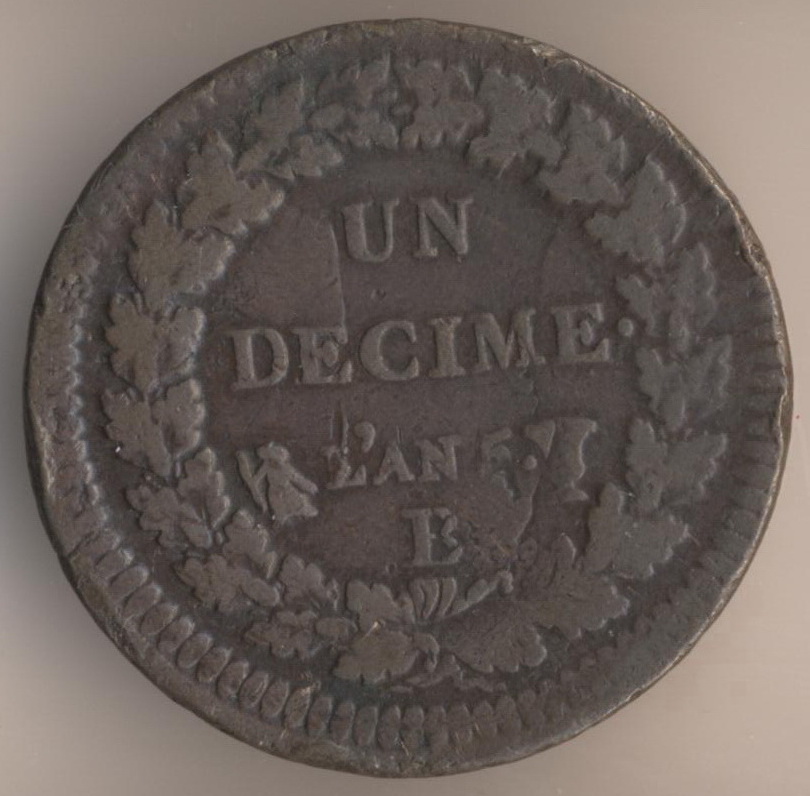 UN
DECIME.
L'AN 5.
B